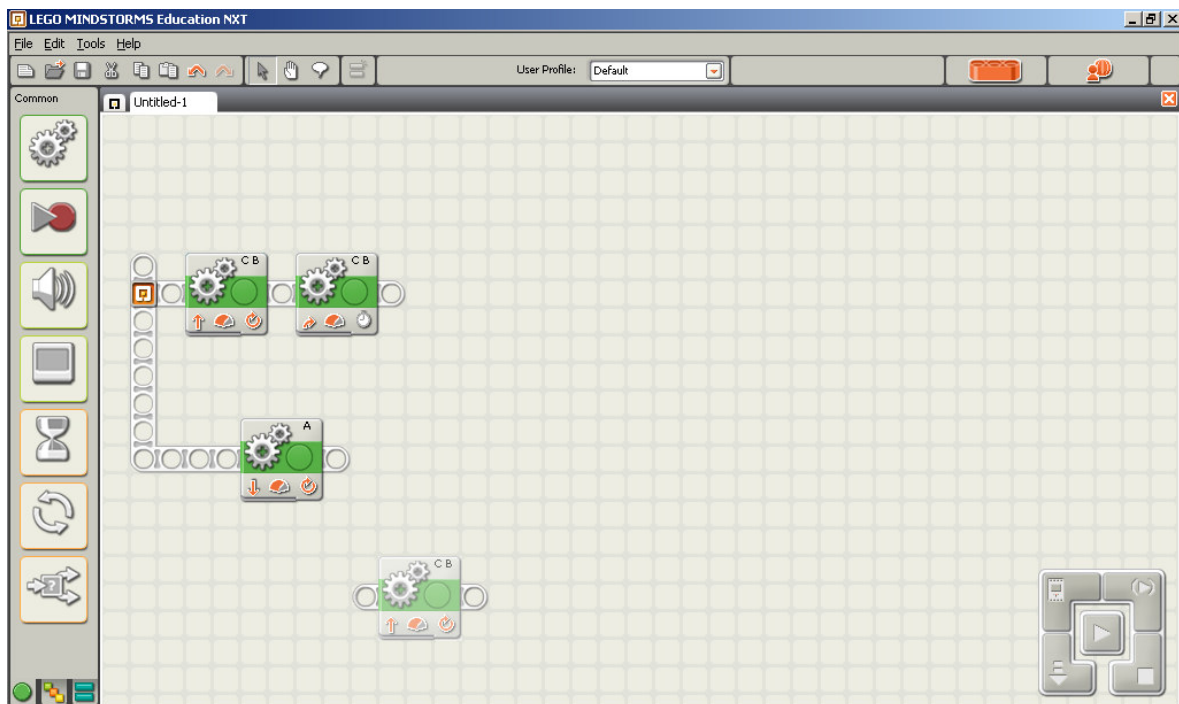 LEGO MINDSTORMS Education NXT
File Edit Tools Help
User Profile: Default
Common
Untitled-1
C B
C B
A
C B